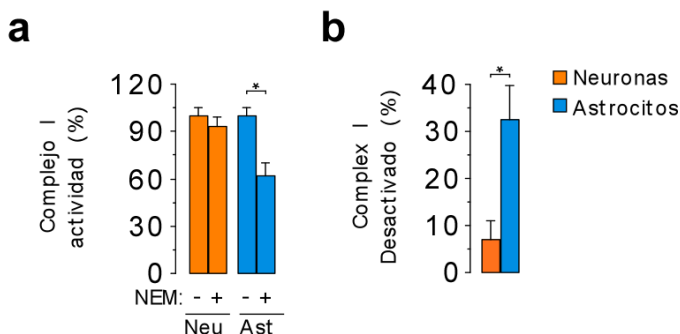 a
Complejo I
actividad (%)
120
90
60
30
0
NEM: - + - +
Neu Ast
*
b
Complex I
Desactivado (%)
40
30
20
10
0
*
Neuronas
Astrocitos